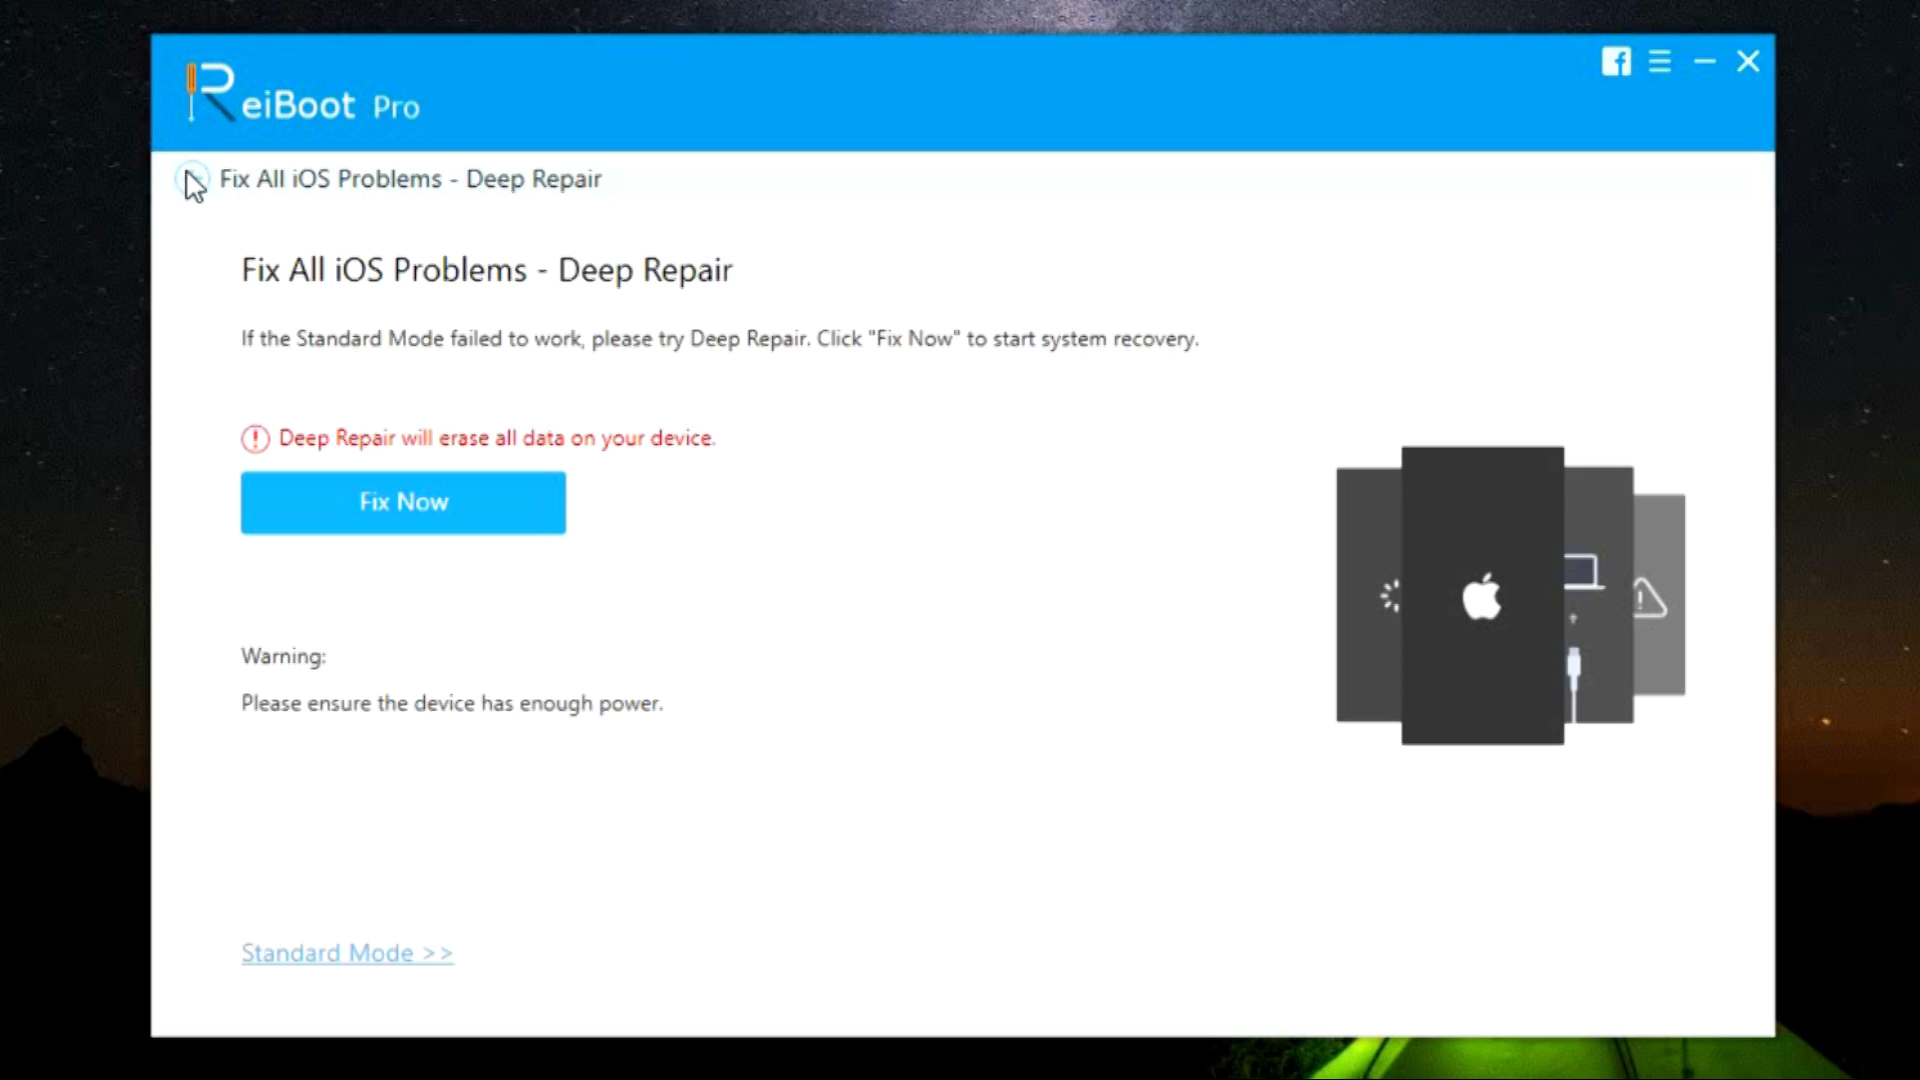 ReiBoot Pro
Fix All iOS Problems - Deep Repair
Fix All iOS Problems - Deep Repair
If the Standard Mode failed to work, please try Deep Repair. Click "Fix Now" to start system recovery.
Deep Repair will erase all data on your device.
Fix Now
Warning:
Please ensure the device has enough power.
Standard Mode >>